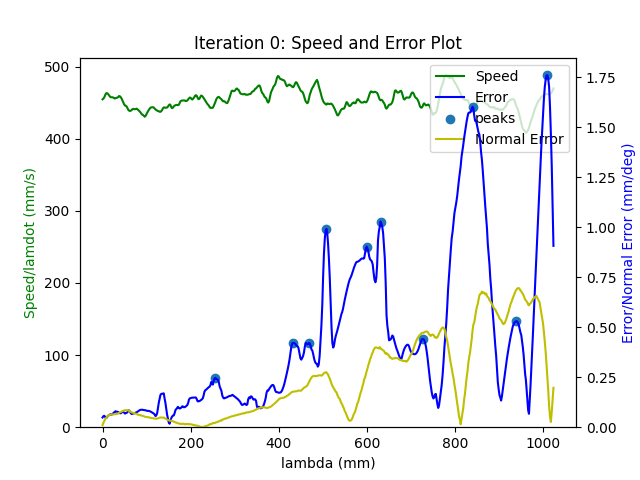 Iteration 0: Speed and Error Plot
Speed/lamdot (mm/s)
500
400
300
200
100
0
Speed
Error
peaks
Normal Error
1.75
1.50
1.25
1.00
0.75
0.50
0.25
0.00
Error/Normal Error (mm/deg)
0 200 400 600 800 1000
lambda (mm)